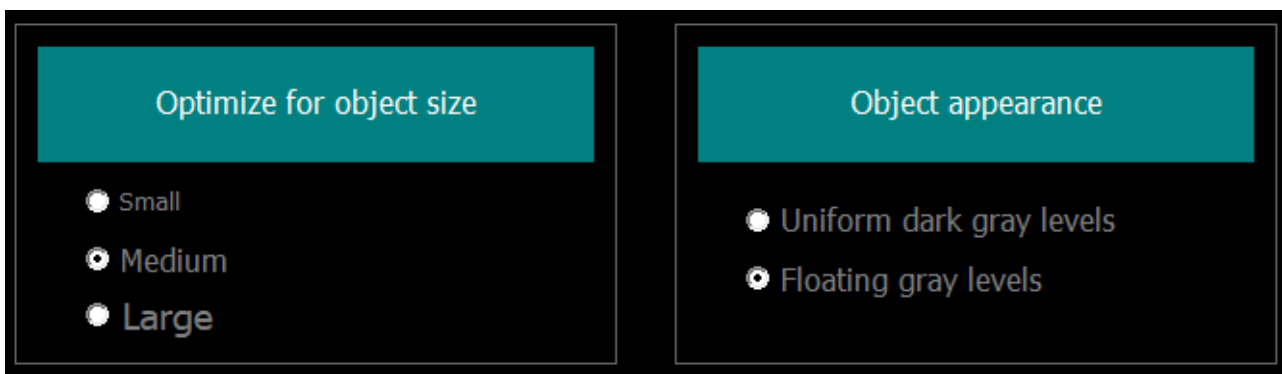 Optimize for object size
Small
Medium
Large
Object appearance
Uniform dark gray levels
Floating gray levels